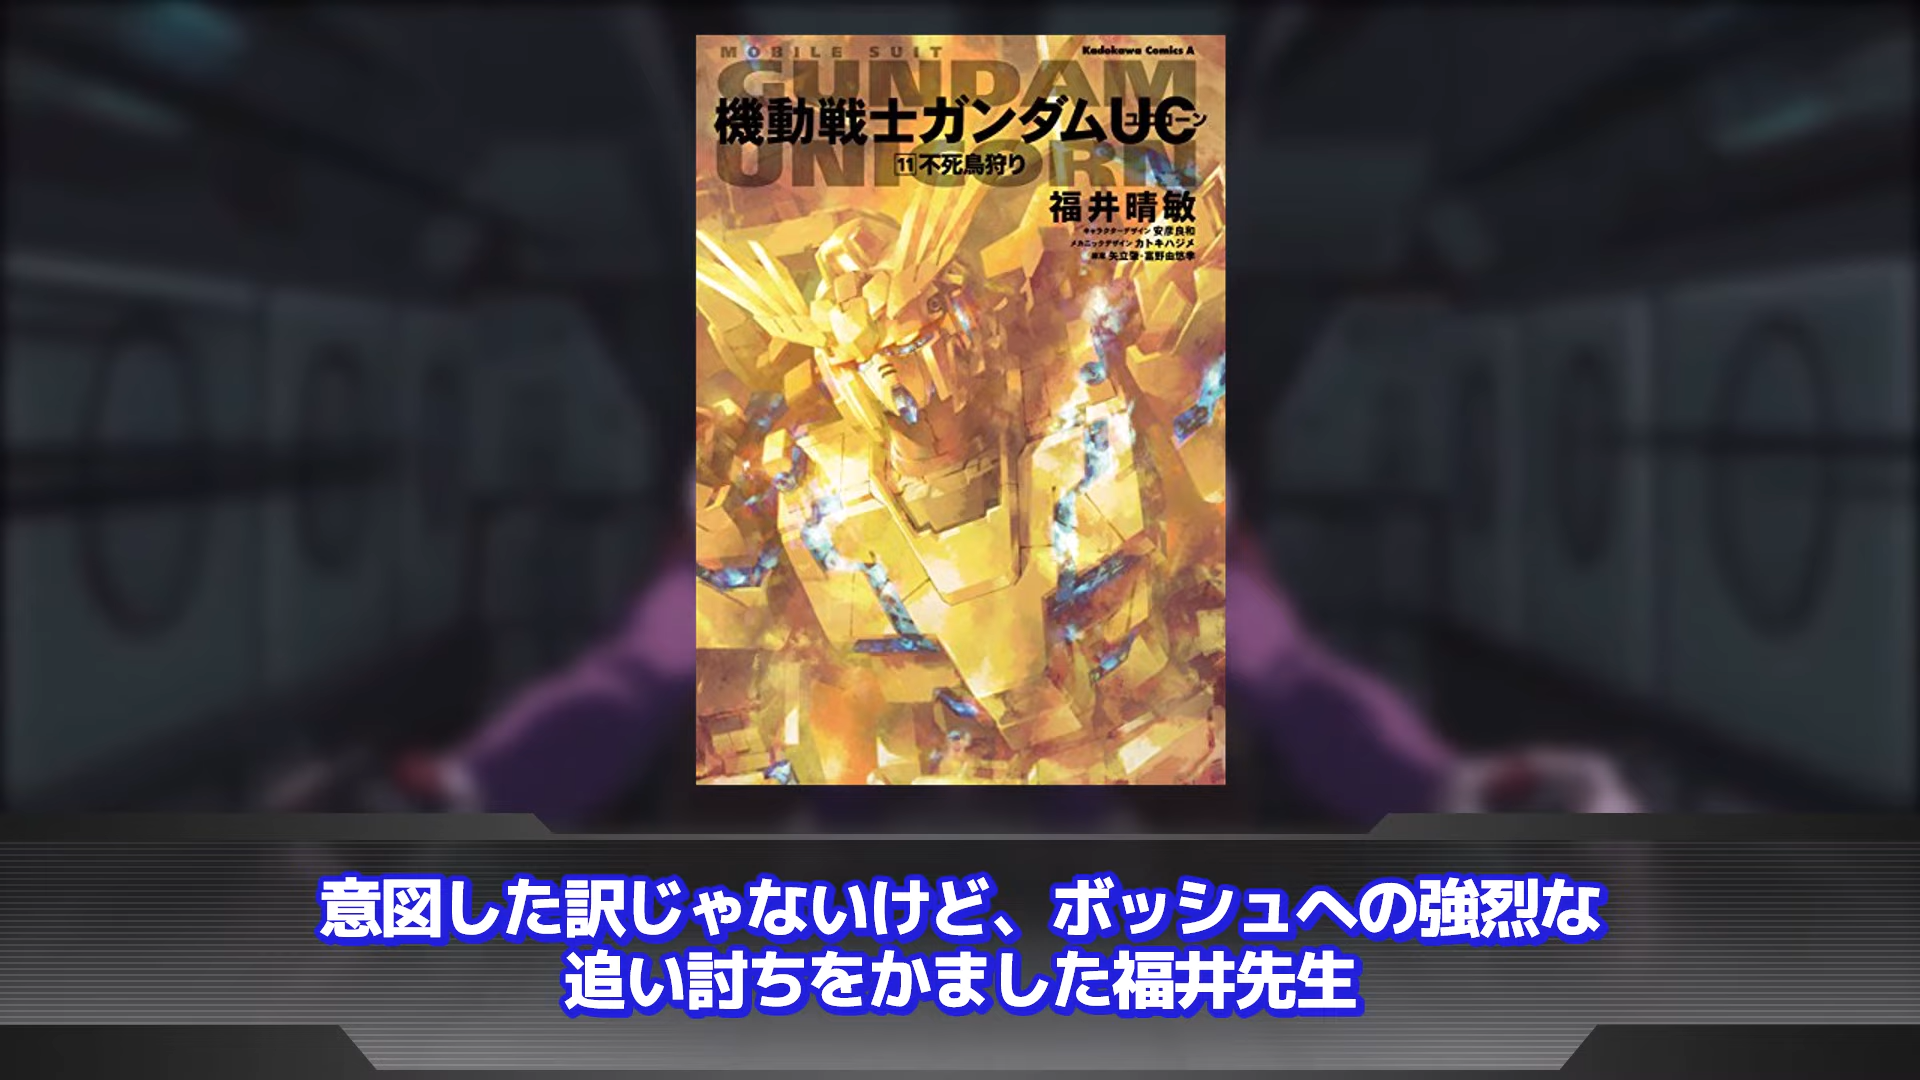 MOBILE SUIT
Kadokawa Comics A
GUNDAM
機動戦士ガンダムUC
ユニコーン
UNICORN
11 不死鳥狩り
福井晴敏
キャラクターデザイン 安彦良和
メカニックデザイン カトキハジメ
原案 矢立肇・富野由悠季
意図した訳じゃないけど、ボッシュへの強烈な
追い討ちをかました福井先生